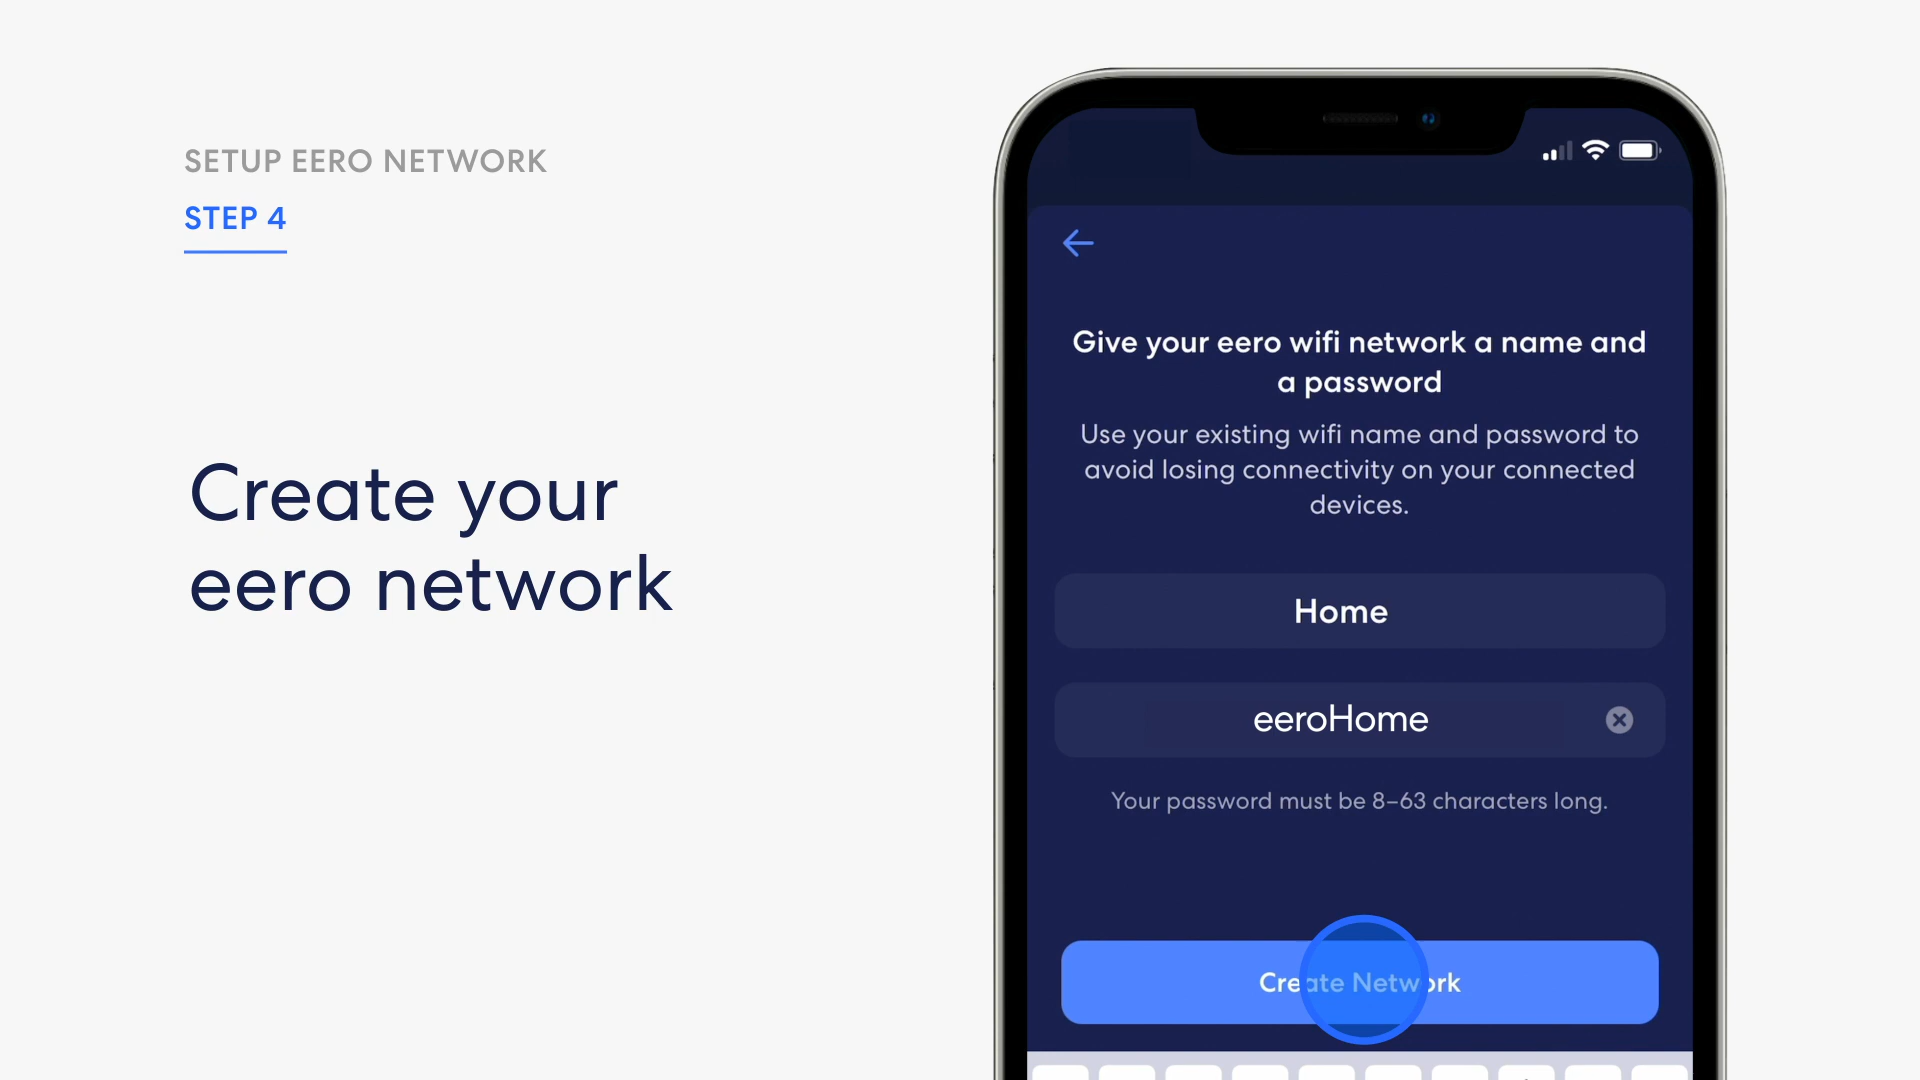 SETUP EERO NETWORK
STEP 4
Create your
eero network
Give your eero wifi network a name and
a password
Use your existing wifi name and password to
avoid losing connectivity on your connected
devices.
Home
eeroHome
Your password must be 8–63 characters long.
Create Network